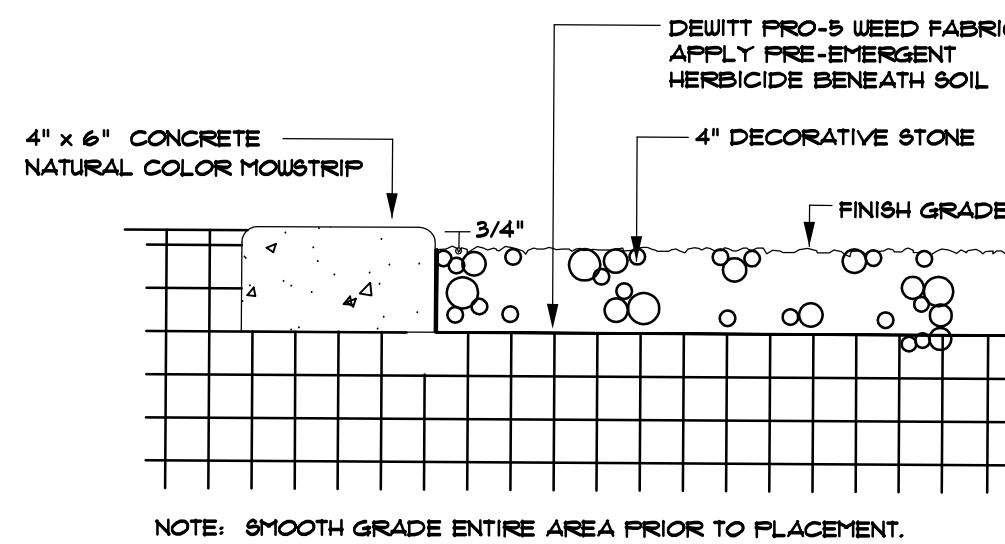 DEWITT PRO-5 WEED FABRIC
APPLY PRE-EMERGENT
HERBICIDE BENEATH SOIL
4" x 6" CONCRETE
NATURAL COLOR MOWSTRIP
4" DECORATIVE STONE
FINISH GRADE
3/4"
NOTE: SMOOTH GRADE ENTIRE AREA PRIOR TO PLACEMENT.